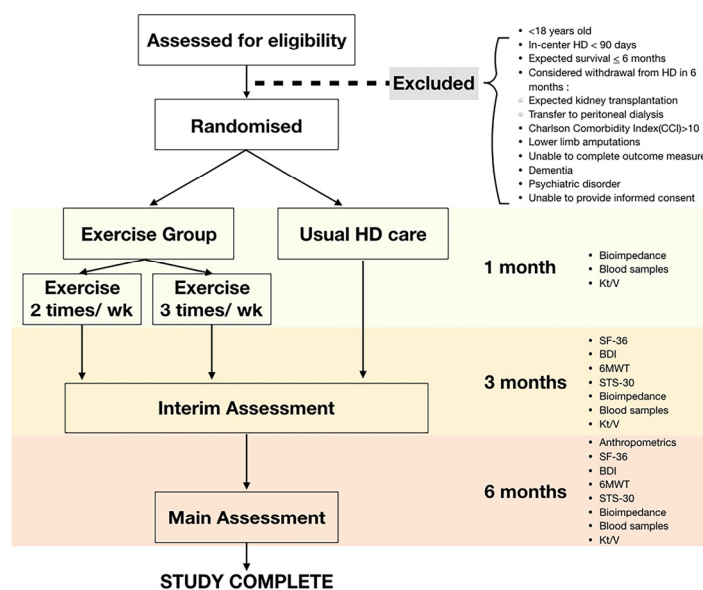 Assessed for eligibility
Excluded
• <18 years old
• In-center HD < 90 days
• Expected survival ≤ 6 months
• Considered withdrawal from HD in 6
months :
○ Expected kidney transplantation
○ Transfer to peritoneal dialysis
• Charlson Comorbidity Index(CCI)>10
• Lower limb amputations
• Unable to complete outcome measure
• Dementia
• Psychiatric disorder
• Unable to provide informed consent
Randomised
Exercise Group
Usual HD care
Exercise
2 times/ wk
Exercise
3 times/ wk
1 month
• Bioimpedance
• Blood samples
• Kt/V
Interim Assessment
3 months
• SF-36
• BDI
• 6MWT
• STS-30
• Bioimpedance
• Blood samples
• Kt/V
Main Assessment
6 months
• Anthropometrics
• SF-36
• BDI
• 6MWT
• STS-30
• Bioimpedance
• Blood samples
• Kt/V
STUDY COMPLETE